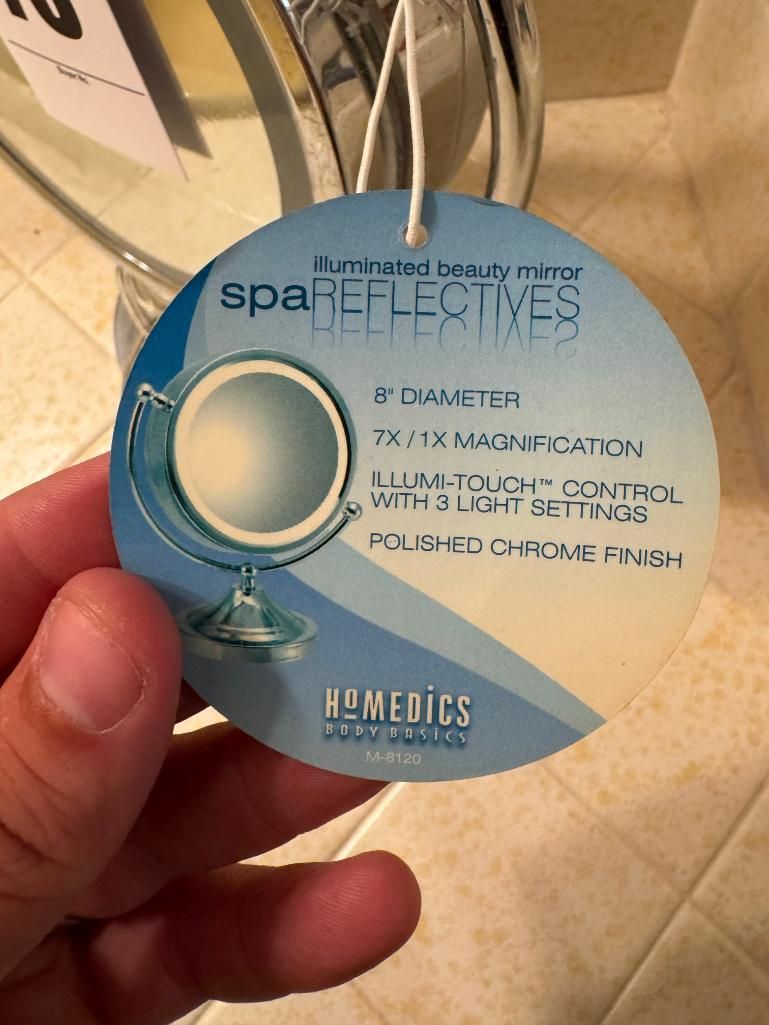 illuminated beauty mirror
spaREFLECTIVES
8" DIAMETER
7X / 1X MAGNIFICATION
ILLUMI-TOUCH™ CONTROL
WITH 3 LIGHT SETTINGS
POLISHED CHROME FINISH
HoMEDiCS
BODY BASiCS
M-8120